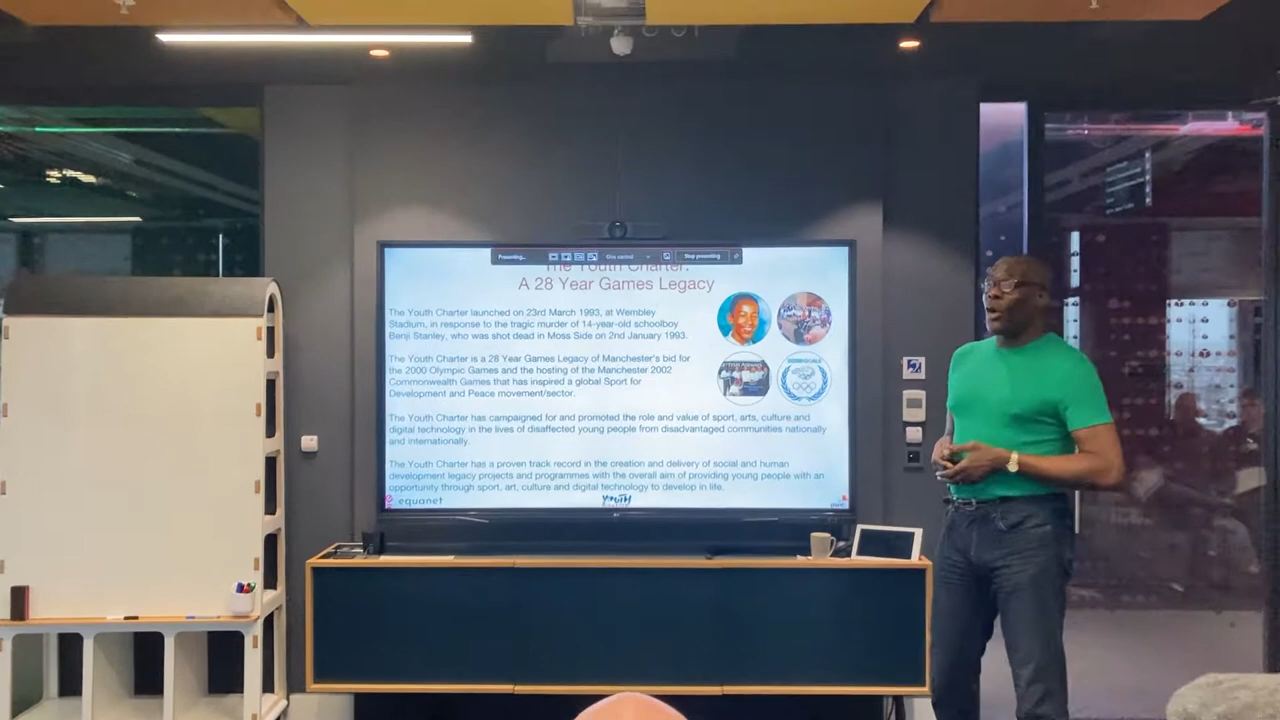 Presenting...
Give control
Stop presenting
The Youth Charter:
A 28 Year Games Legacy
The Youth Charter launched on 23rd March 1993, at Wembley
Stadium, in response to the tragic murder of 14-year-old schoolboy
Benji Stanley, who was shot dead in Moss Side on 2nd January 1993.
The Youth Charter is a 28 Year Games Legacy of Manchester's bid for
the 2000 Olympic Games and the hosting of the Manchester 2002
Commonwealth Games that has inspired a global Sport for
Development and Peace movement/sector.
The Youth Charter has campaigned for and promoted the role and value of sport, arts, culture and
digital technology in the lives of disaffected young people from disadvantaged communities nationally
and internationally.
The Youth Charter has a proven track record in the creation and delivery of social and human
development legacy projects and programmes with the overall aim of providing young people with an
opportunity through sport, art, culture and digital technology to develop in life.
equanet
YOUTH
pwc